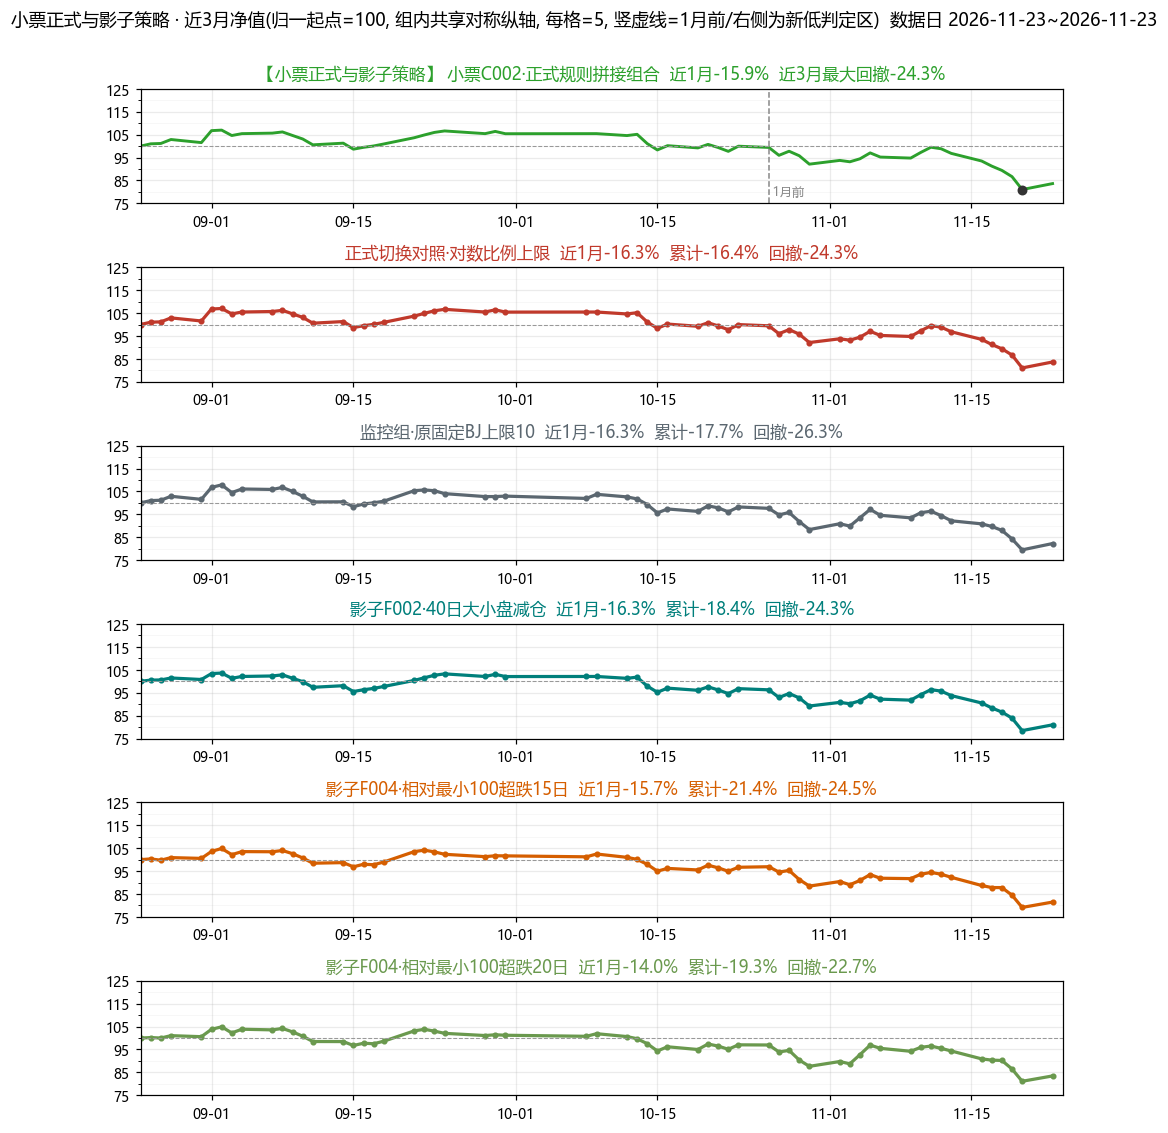 小票正式与影子策略 · 近3月净值(归一起点=100, 组内共享对称纵轴, 每格=5, 竖虚线=1月前/右侧为新低判定区)  数据日 2026-11-23~2026-11-23
【小票正式与影子策略】 小票C002·正式规则拼接组合  近1月-15.9%  近3月最大回撤-24.3%
125
115
105
95
85
75
1月前
09-01 09-15 10-01 10-15 11-01 11-15
正式切换对照·对数比例上限  近1月-16.3%  累计-16.4%  回撤-24.3%
125
115
105
95
85
75
09-01 09-15 10-01 10-15 11-01 11-15
监控组·原固定BJ上限10  近1月-16.3%  累计-17.7%  回撤-26.3%
125
115
105
95
85
75
09-01 09-15 10-01 10-15 11-01 11-15
影子F002·40日大小盘减仓  近1月-16.3%  累计-18.4%  回撤-24.3%
125
115
105
95
85
75
09-01 09-15 10-01 10-15 11-01 11-15
影子F004·相对最小100超跌15日  近1月-15.7%  累计-21.4%  回撤-24.5%
125
115
105
95
85
75
09-01 09-15 10-01 10-15 11-01 11-15
影子F004·相对最小100超跌20日  近1月-14.0%  累计-19.3%  回撤-22.7%
125
115
105
95
85
75
09-01 09-15 10-01 10-15 11-01 11-15